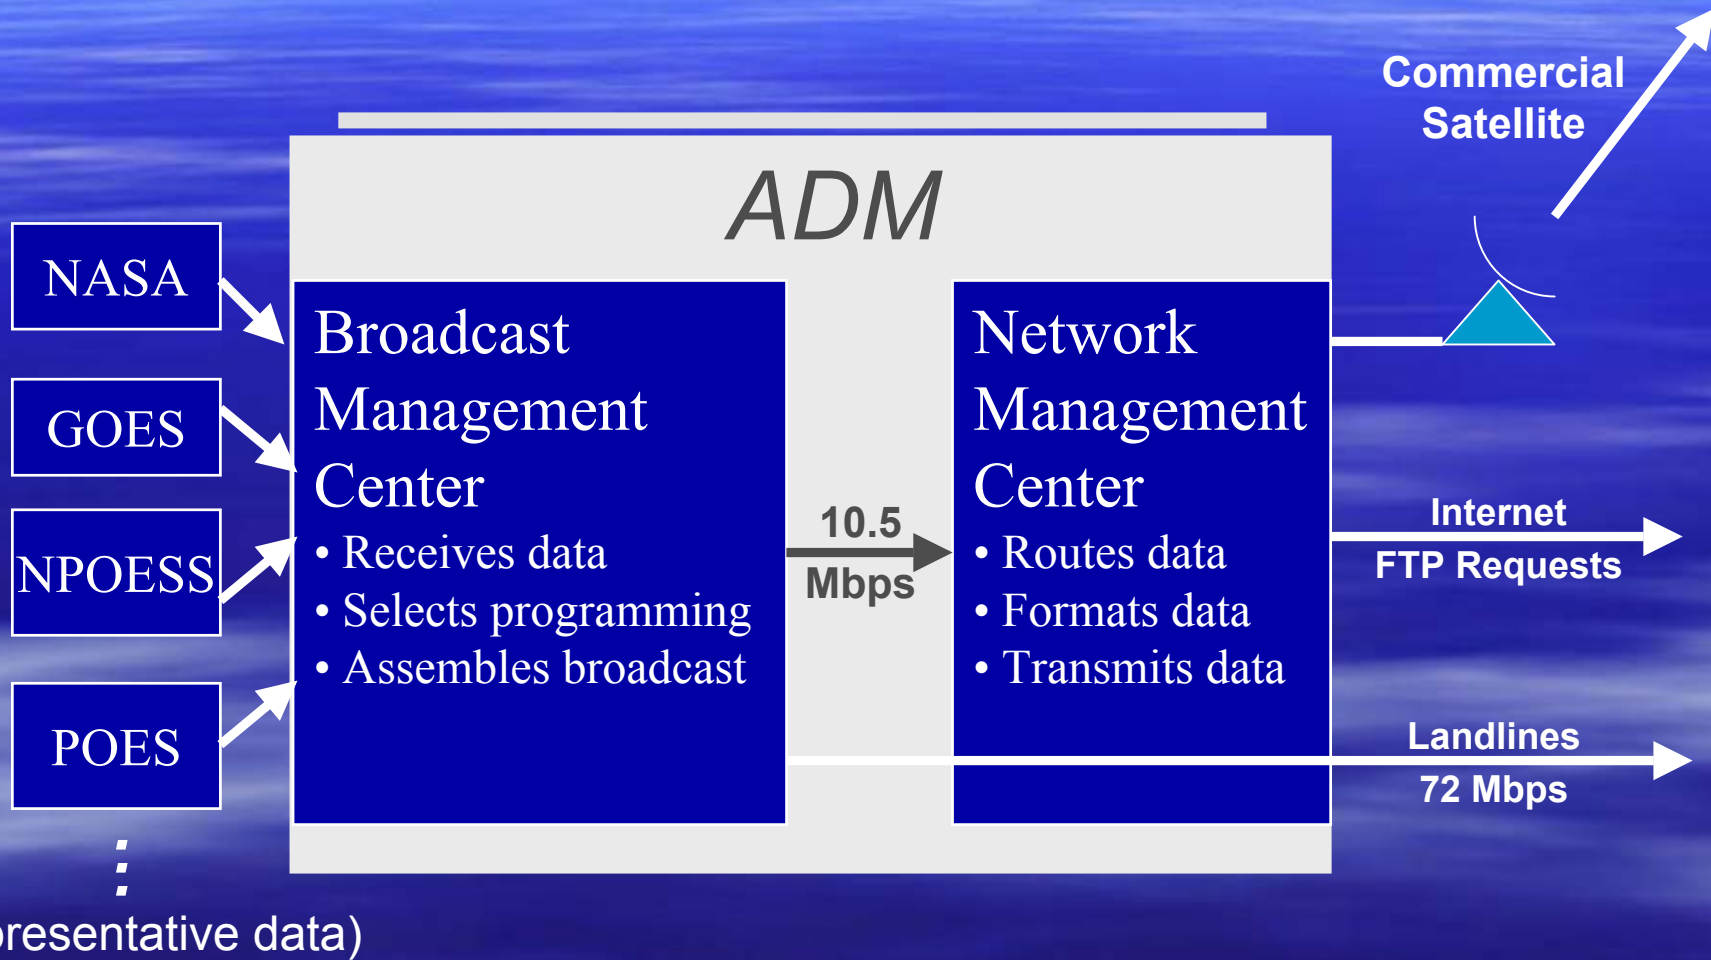 Commercial
Satellite
ADM
NASA
GOES
NPOESS
POES
Broadcast
Management
Center
• Receives data
• Selects programming
• Assembles broadcast
10.5
Mbps
Network
Management
Center
• Routes data
• Formats data
• Transmits data
Internet
FTP Requests
Landlines
72 Mbps
presentative data)